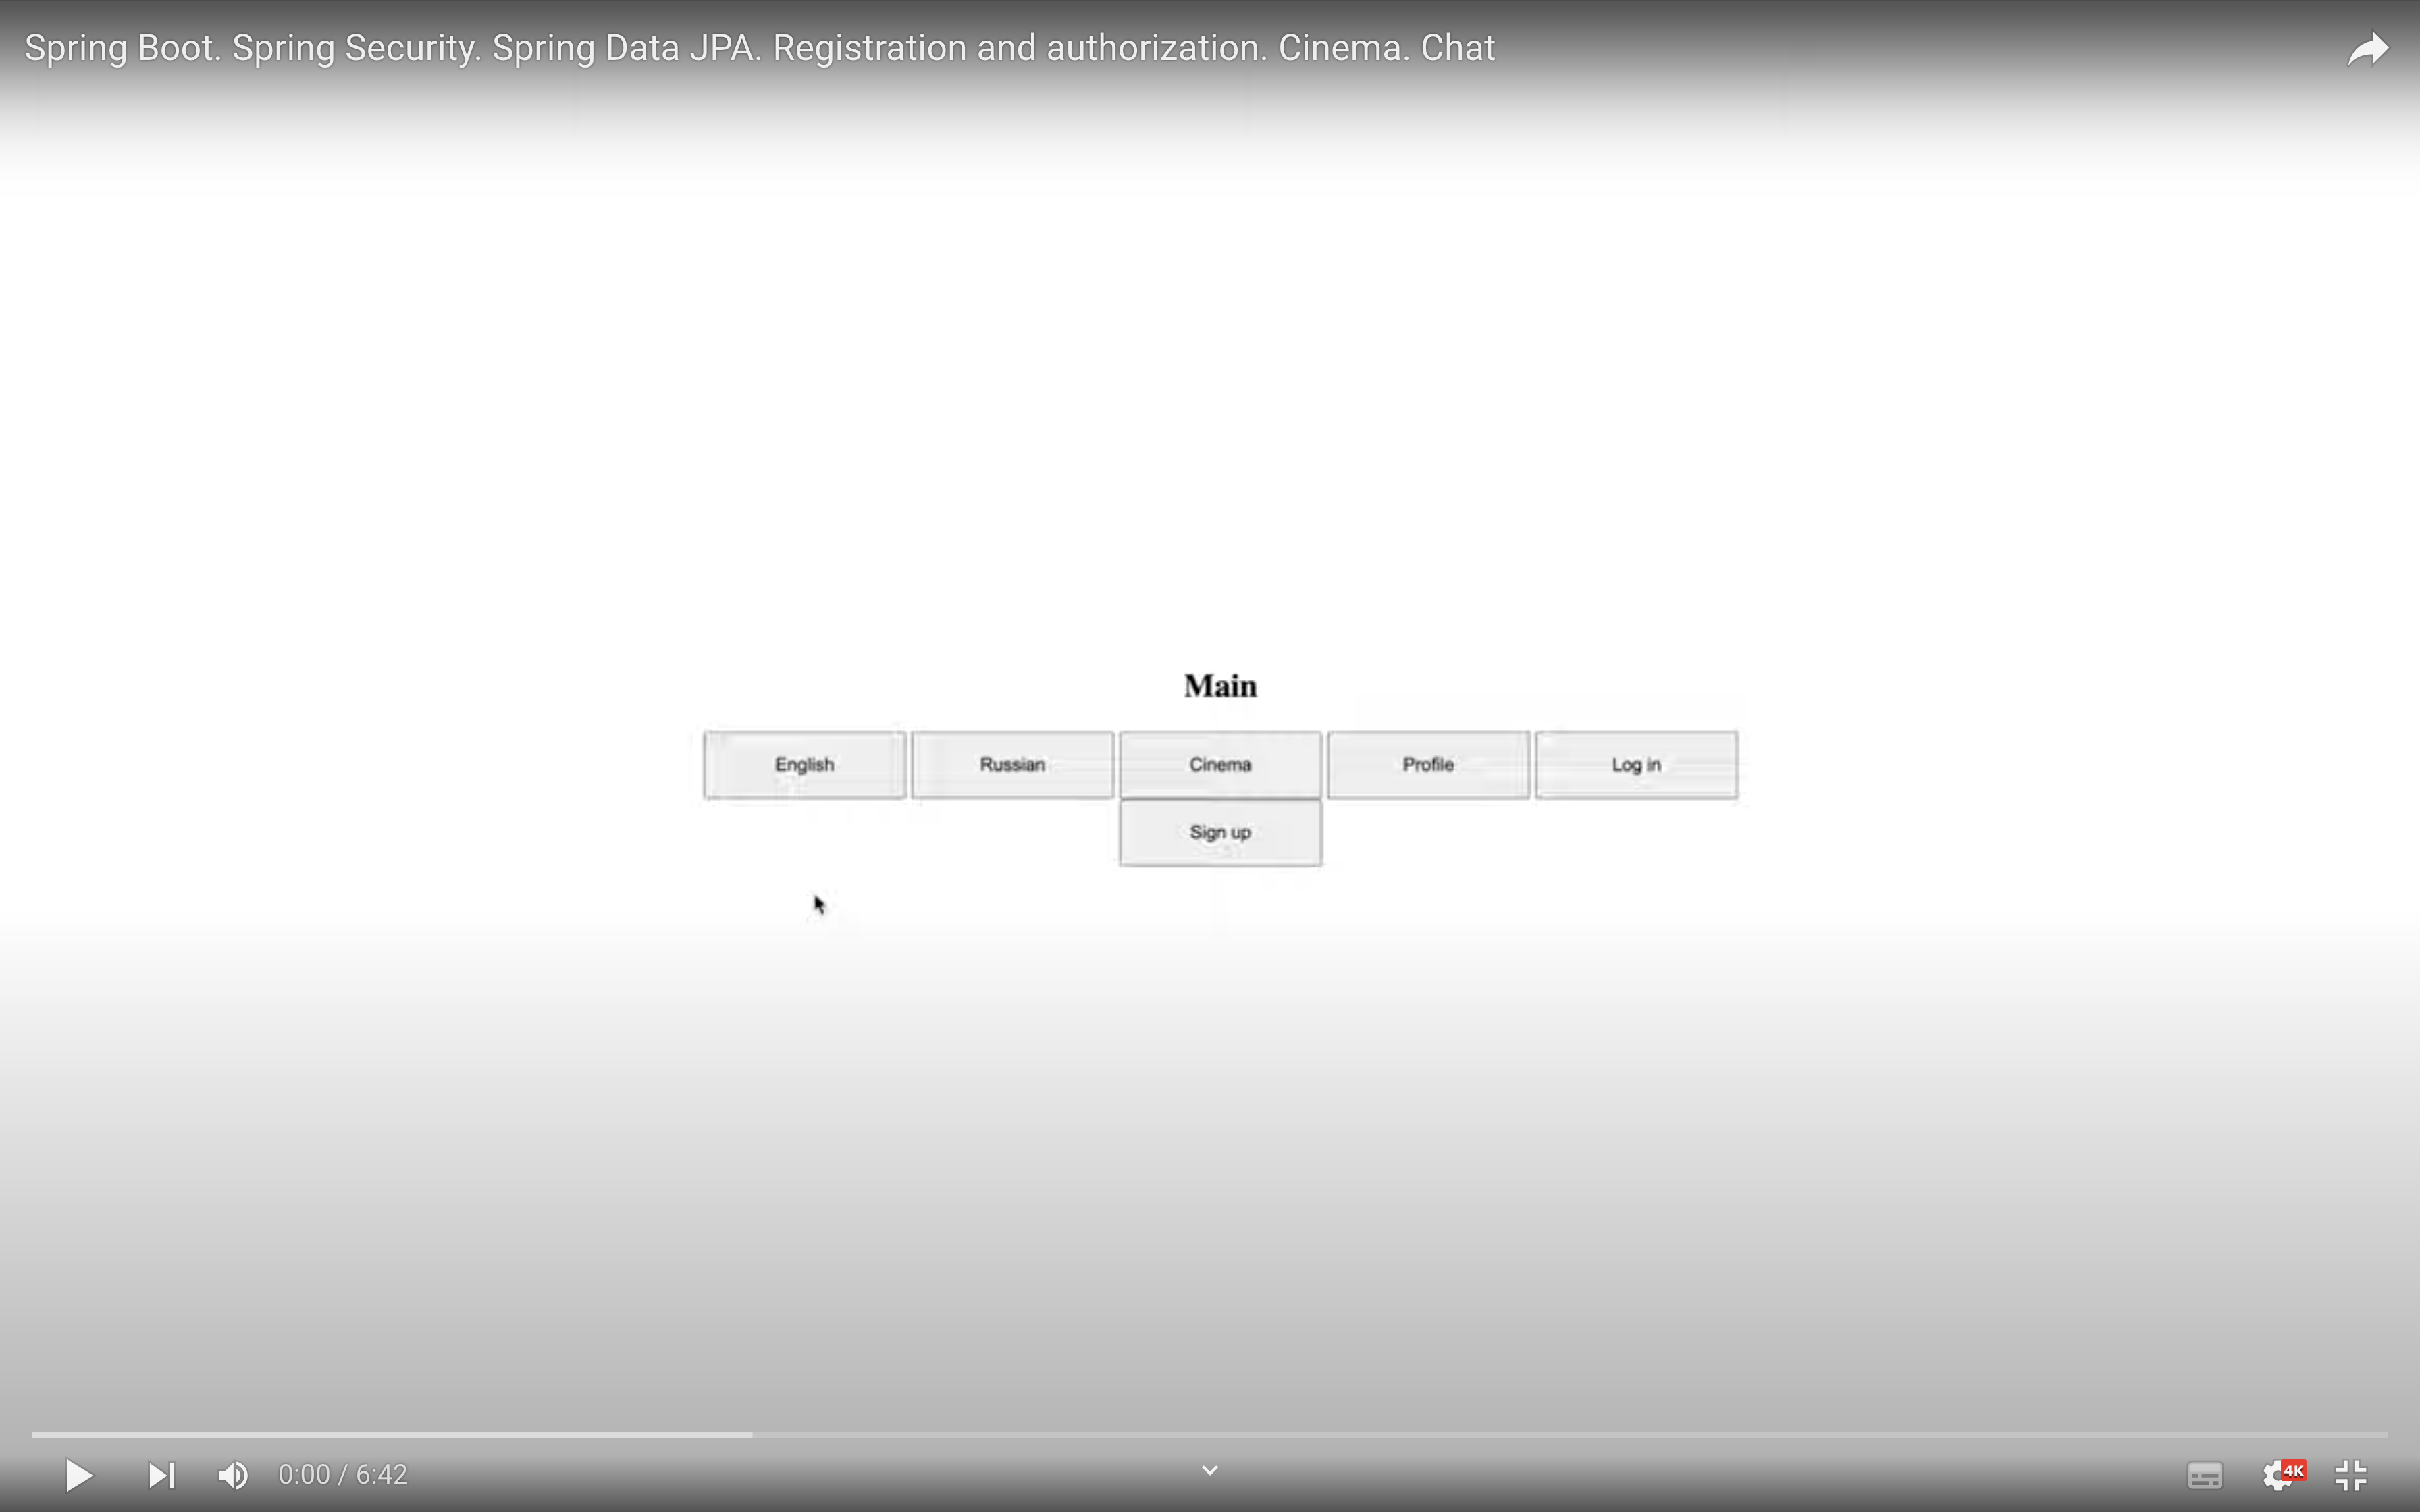 Spring Boot. Spring Security. Spring Data JPA. Registration and authorization. Cinema. Chat
Main
English Russian Cinema Profile Log in
Sign up
0:00 / 6:42
4K